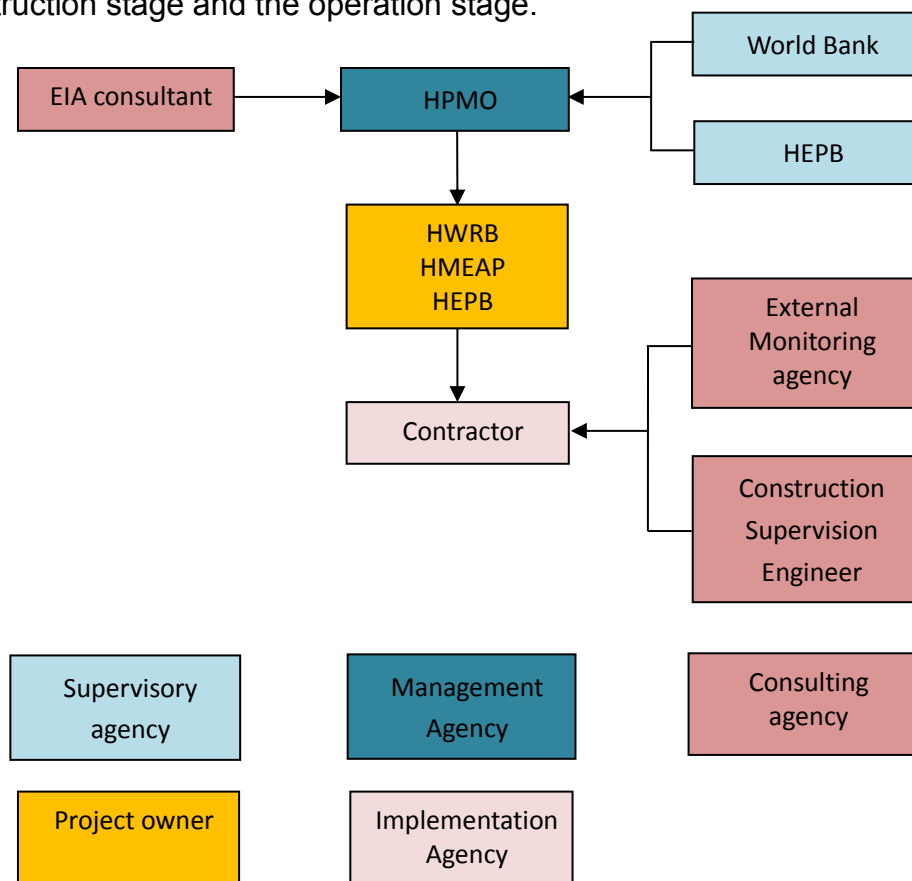 truction stage and the operation stage.
World Bank
EIA consultant
HPMO
HEPB
HWRB
HMEAP
HEPB
External
Monitoring
agency
Contractor
Construction
Supervision
Engineer
Supervisory
agency
Management
Agency
Consulting
agency
Project owner
Implementation
Agency